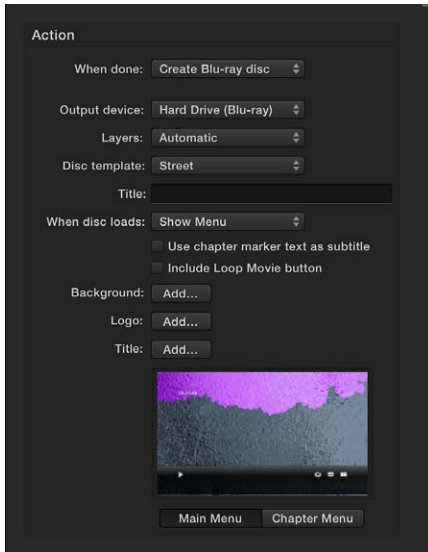 Action
When done: Create Blu-ray disc
Output device: Hard Drive (Blu-ray)
Layers: Automatic
Disc template: Street
Title:
When disc loads: Show Menu
Use chapter marker text as subtitle
Include Loop Movie button
Background: Add...
Logo: Add...
Title: Add...
Main Menu Chapter Menu